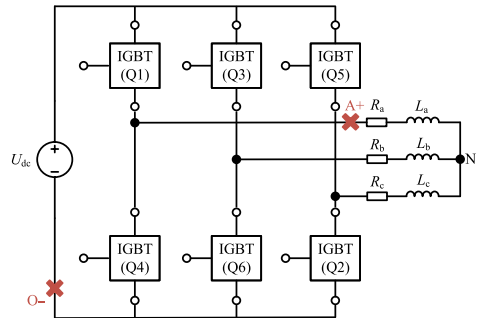 IGBT
(Q1)
IGBT
(Q3)
IGBT
(Q5)
A+
Ra
La
Rb
Lb
N
Rc
Lc
Udc
+
−
IGBT
(Q4)
IGBT
(Q6)
IGBT
(Q2)
O−